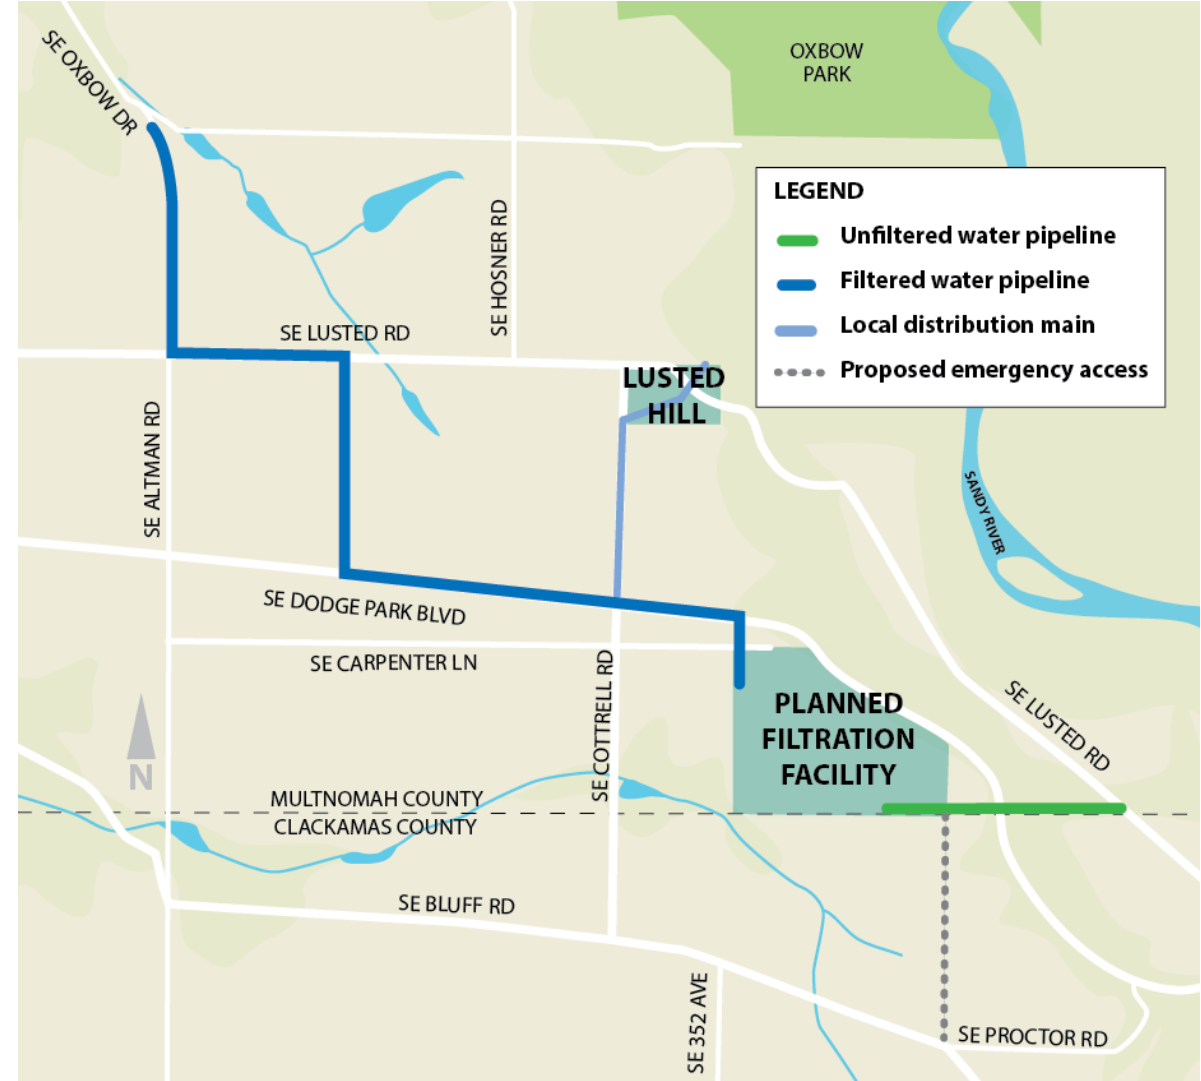 SE OXBOW DR
OXBOW
PARK
LEGEND
Unfiltered water pipeline
Filtered water pipeline
Local distribution main
Proposed emergency access
SE HOSNER RD
SE LUSTED RD
LUSTED
HILL
SE ALTMAN RD
SANDY RIVER
SE DODGE PARK BLVD
SE CARPENTER LN
SE COTTRELL RD
PLANNED
FILTRATION
FACILITY
SE LUSTED RD
N
MULTNOMAH COUNTY
CLACKAMAS COUNTY
SE BLUFF RD
SE 352 AVE
SE PROCTOR RD